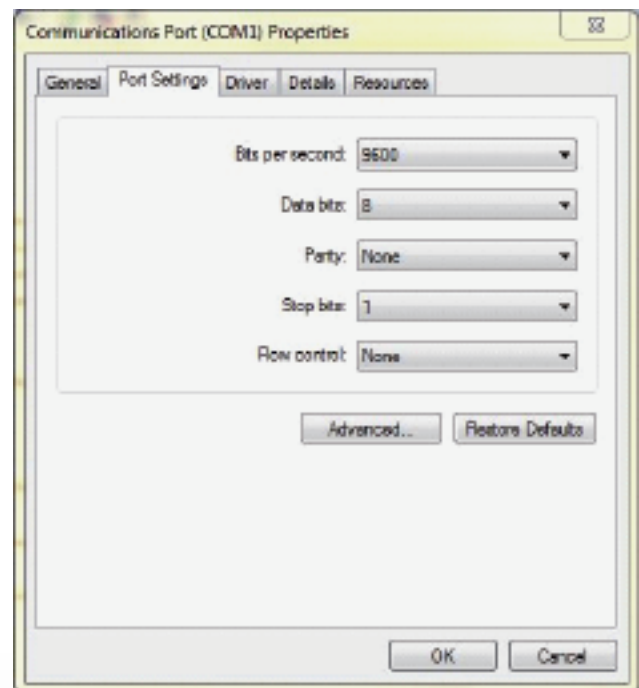 Communications Port (COM1) Properties
General Port Settings Driver Details Resources
Bits per second: 9600
Data bits: 8
Parity: None
Stop bits: 1
Flow control: None
Advanced... Restore Defaults
OK Cancel